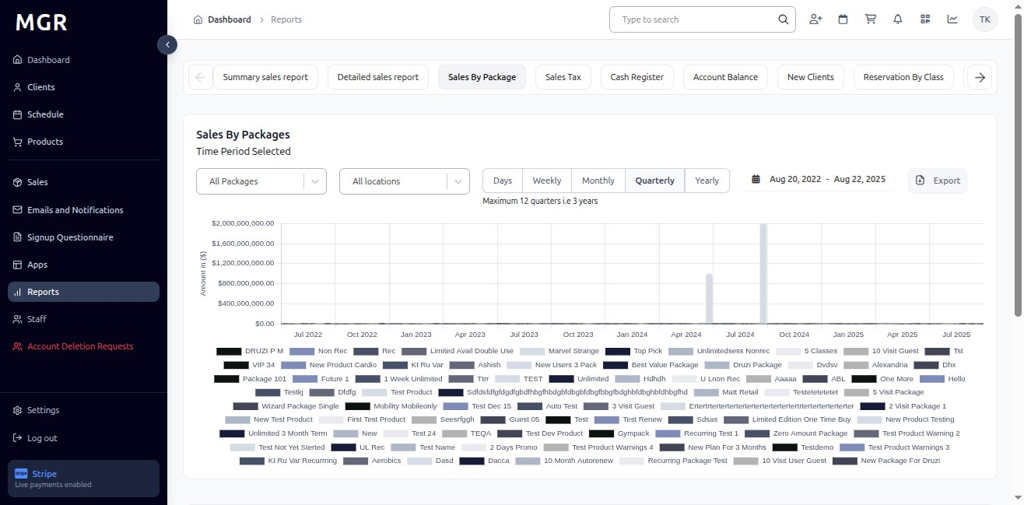 MGR
Dashboard
Clients
Schedule
Products
Sales
Emails and Notifications
Signup Questionnaire
Apps
Reports
Staff
Account Deletion Requests
Settings
Log out
Stripe
Live payments enabled
Dashboard > Reports
Type to search
TK
Summary sales report Detailed sales report Sales By Package Sales Tax Cash Register Account Balance New Clients Reservation By Class
Sales By Packages
Time Period Selected
All Packages All locations Days Weekly Monthly Quarterly Yearly Aug 20, 2022 - Aug 22, 2025 Export
Maximum 12 quarters i.e 3 years
Amount in ($)
$2,000,000,000.00
$1,600,000,000.00
$1,200,000,000.00
$800,000,000.00
$400,000,000.00
$0.00
Jul 2022 Oct 2022 Jan 2023 Apr 2023 Jul 2023 Oct 2023 Jan 2024 Apr 2024 Jul 2024 Oct 2024 Jan 2025 Apr 2025 Jul 2025
DRUZI P M Non Rec Rec Limited Avail Double Use Marvel Strange Top Pick Unlimitedsess Nonrec 5 Classes 10 Visit Guest Tst
VIP 34 New Product Cardio Kt Ru Var Ashish New Users 3 Pack Best Value Package Druzi Package Dvdsv Alexandria Dhx
Package 101 Future 1 1 Week Unlimited Ttrr TEST Unlimited Hdhdh U Lnon Rec Aaaaa ABL One More Hello
Testkj Dfdfg Test Product Matt Retail Testetetetetet 5 Visit Package
Wizard Package Single Mobility Mobileonly Test Dec 15 Auto Test 3 Visit Guest 2 Visit Package 1
New Test Product First Test Product Seesrfggh Guest 05 Test Test Renew Sdsas Limited Edition One Time Buy New Product Testing
Unlimited 3 Month Term New Test 24 TEQA Test Dev Product Gympack Recurring Test 1 Zero Amount Package Test Product Warning 2
Test Not Yet Started UL Rec Test Name 2 Days Promo Test Product Warnings 4 New Plan For 3 Months Testdemo Test Product Warnings 3
Kt Ru Var Recurring Aerobics Dasd Dacca 10 Month Autorenew Recurring Package Test 10 Visit User Guest New Package For Druzi